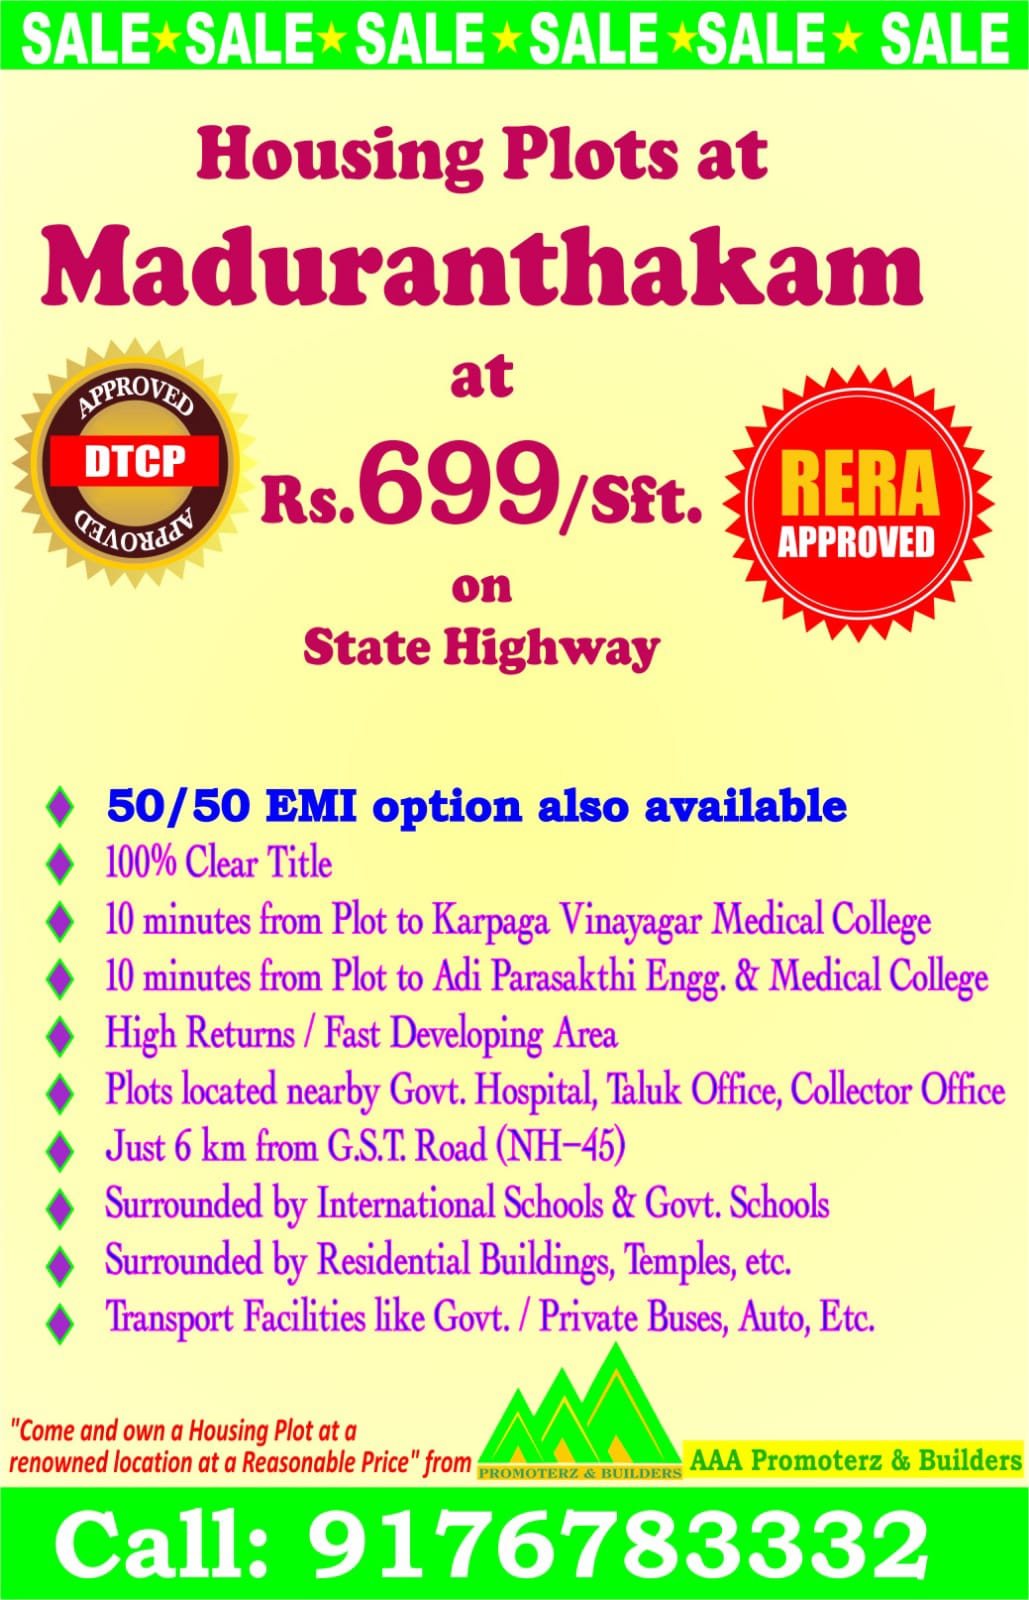 SALE★SALE★SALE★SALE★SALE★ SALE
Housing Plots at
Maduranthakam
at
APPROVED
DTCP
APPROVED
Rs.699/Sft.
RERA
APPROVED
on
State Highway
50/50 EMI option also available
100% Clear Title
10 minutes from Plot to Karpaga Vinayagar Medical College
10 minutes from Plot to Adi Parasakthi Engg. & Medical College
High Returns / Fast Developing Area
Plots located nearby Govt. Hospital, Taluk Office, Collector Office
Just 6 km from G.S.T. Road (NH-45)
Surrounded by International Schools & Govt. Schools
Surrounded by Residential Buildings, Temples, etc.
Transport Facilities like Govt. / Private Buses, Auto, Etc.
"Come and own a Housing Plot at a
renowned location at a Reasonable Price" from
PROMOTERZ & BUILDERS
AAA Promoterz & Builders
Call: 9176783332